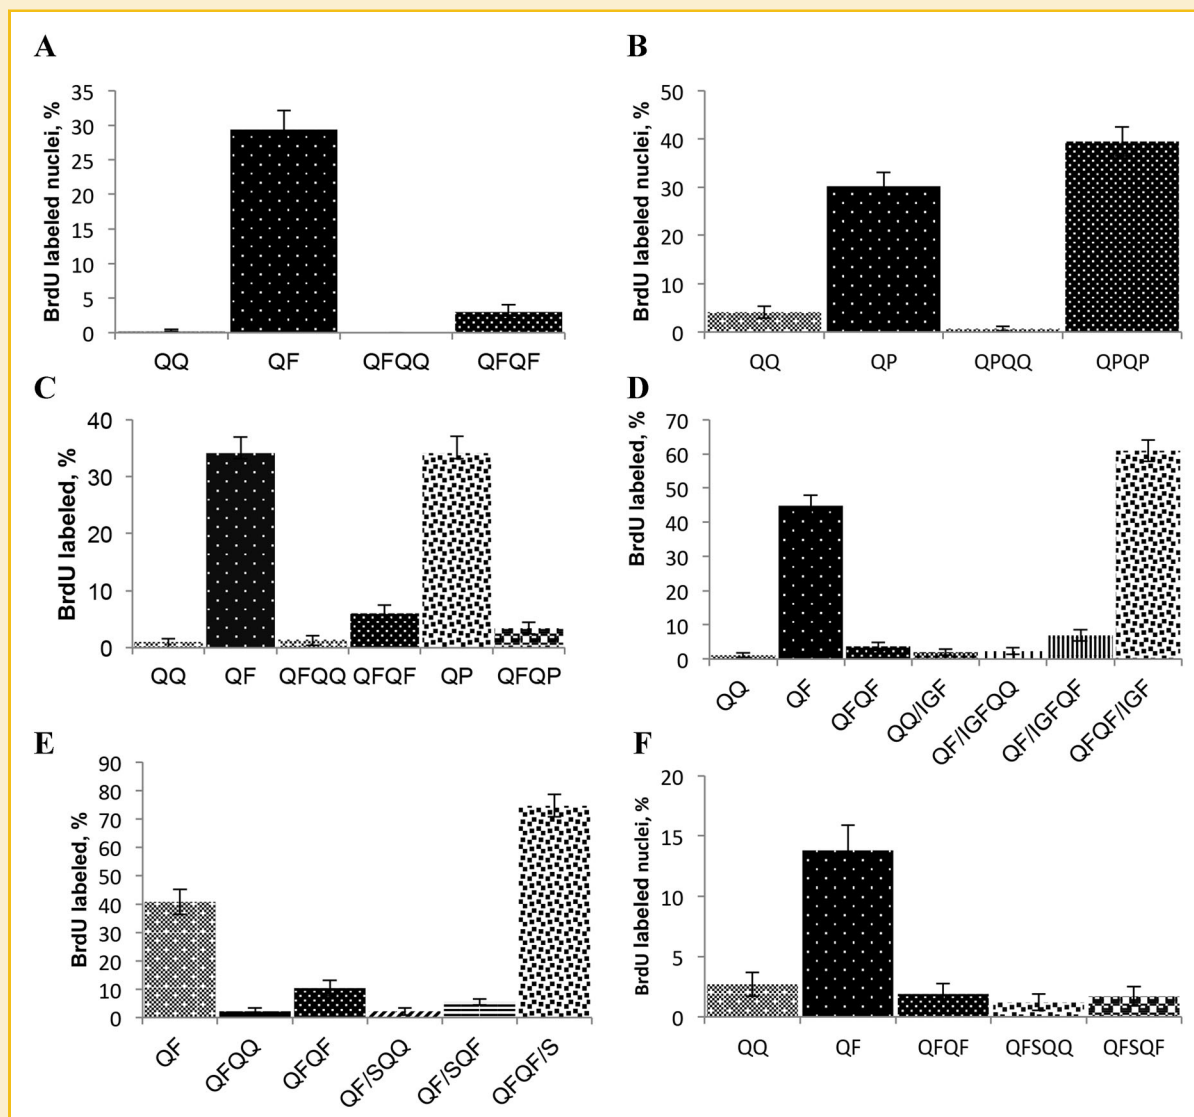 A
BrdU labeled nuclei, %
35
30
25
20
15
10
5
0
QQ QF QFQQ QFQF
B
BrdU labeled nuclei, %
50
40
30
20
10
0
QQ QP QPQQ QPQP
C
BrdU labeled, %
40
30
20
10
0
QQ QF QFQQ QFQF QP QFQP
D
BrdU labeled, %
70
60
50
40
30
20
10
0
QQ QF QFQF QQ/IGF QF/IGFQQ QF/IGFQF QFQF/IGF
E
BrdU labeled, %
90
80
70
60
50
40
30
20
10
0
QF QFQQ QFQF QF/SQQ QF/SQF QFQF/S
F
BrdU labeled nuclei, %
20
15
10
5
0
QQ QF QFQF QFSQQ QFSQF